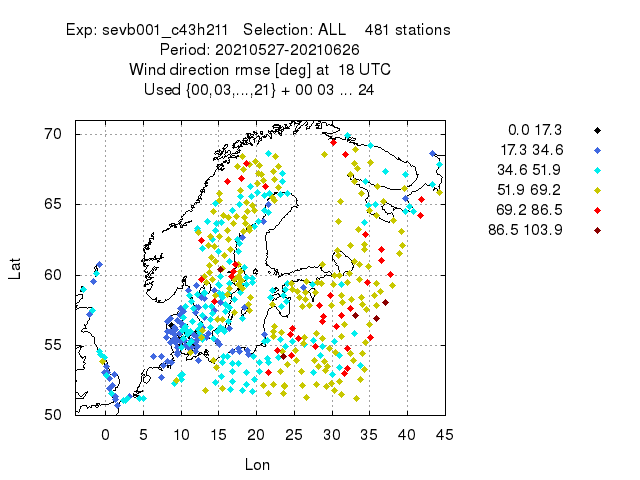 Exp: sevb001_c43h211 Selection: ALL 481 stations
Period: 20210527-20210626
Wind direction rmse [deg] at 18 UTC
Used {00,03,...,21} + 00 03 ... 24
0.0 17.3
17.3 34.6
34.6 51.9
51.9 69.2
69.2 86.5
86.5 103.9
Lat
70
65
60
55
50
0 5 10 15 20 25 30 35 40 45
Lon